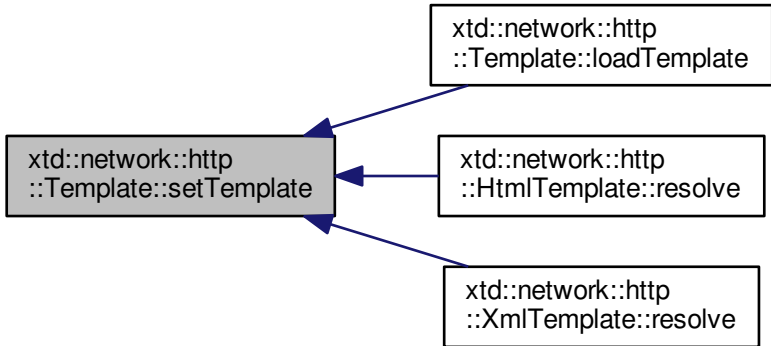 xtd::network::http
::Template::loadTemplate
xtd::network::http
::Template::setTemplate
xtd::network::http
::HtmlTemplate::resolve
xtd::network::http
::XmlTemplate::resolve